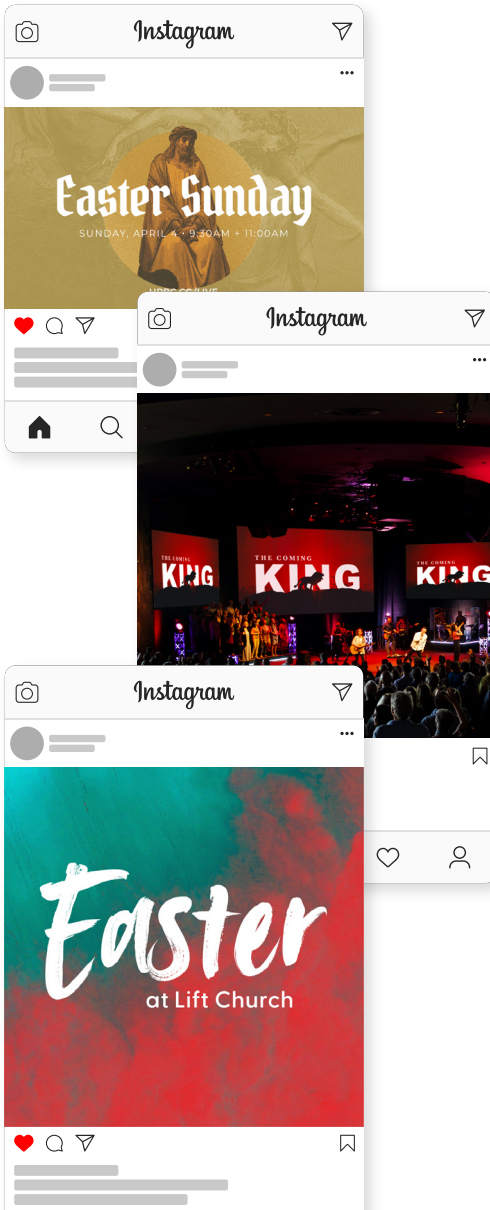 Instagram
Easter Sunday
SUNDAY, APRIL 4 • 9:30AM + 11:00AM
Instagram
THE COMING
KING
THE COMING
KING
THE COMING
KING
Instagram
Easter
at Lift Church